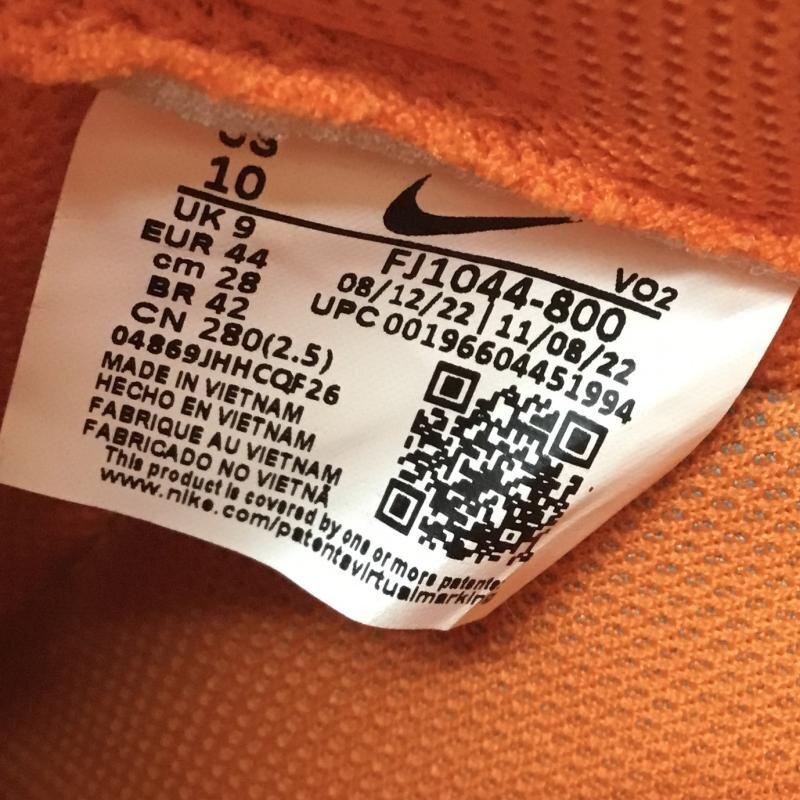 US
10
UK 9
EUR 44
cm 28
BR 42
CN 280(2.5)
04869JHHCQF26
MADE IN VIETNAM
HECHO EN VIETNAM
FABRIQUE AU VIETNAM
FABRICADO NO VIETNÃ
This product is covered by one or more patents
www.nike.com/patentsvirtualmarking
VO2
FJ1044-800
08/12/22|11/08/22
UPC 00196604451994